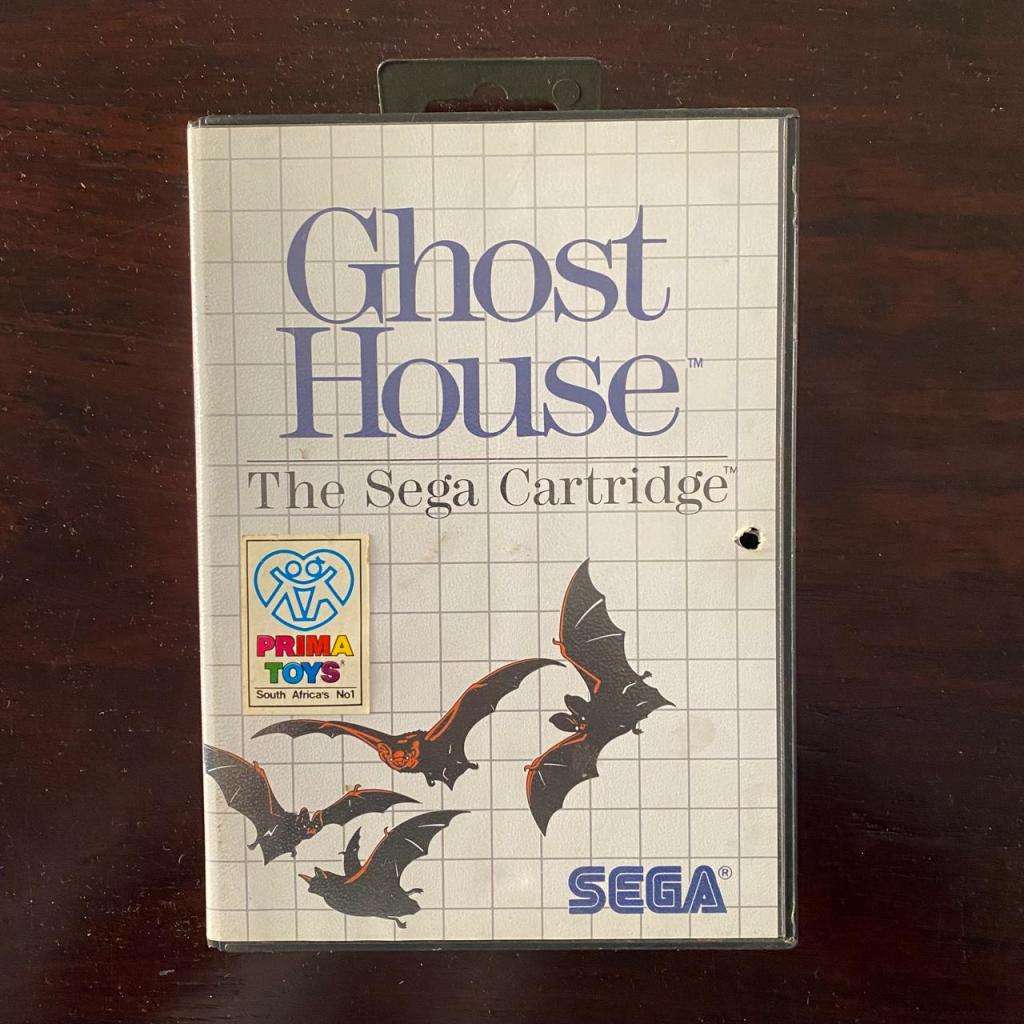 Ghost
House™
The Sega Cartridge™
PRIMA
TOYS®
South Africa's No1
SEGA®